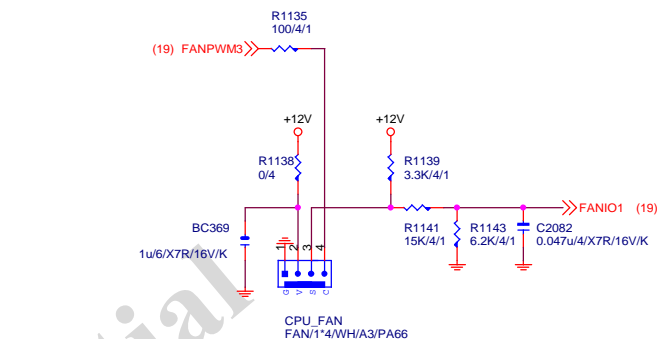 R1135
100/4/1
(19) FANPWM3
+12V
+12V
R1138
0/4
R1139
3.3K/4/1
FANIO1 (19)
BC369
1u/6/X7R/16V/K
R1141
15K/4/1
R1143
6.2K/4/1
C2082
0.047u/4/X7R/16V/K
1
2
3
4
G
V
S
C
CPU_FAN
FAN/1*4/WH/A3/PA66
tial